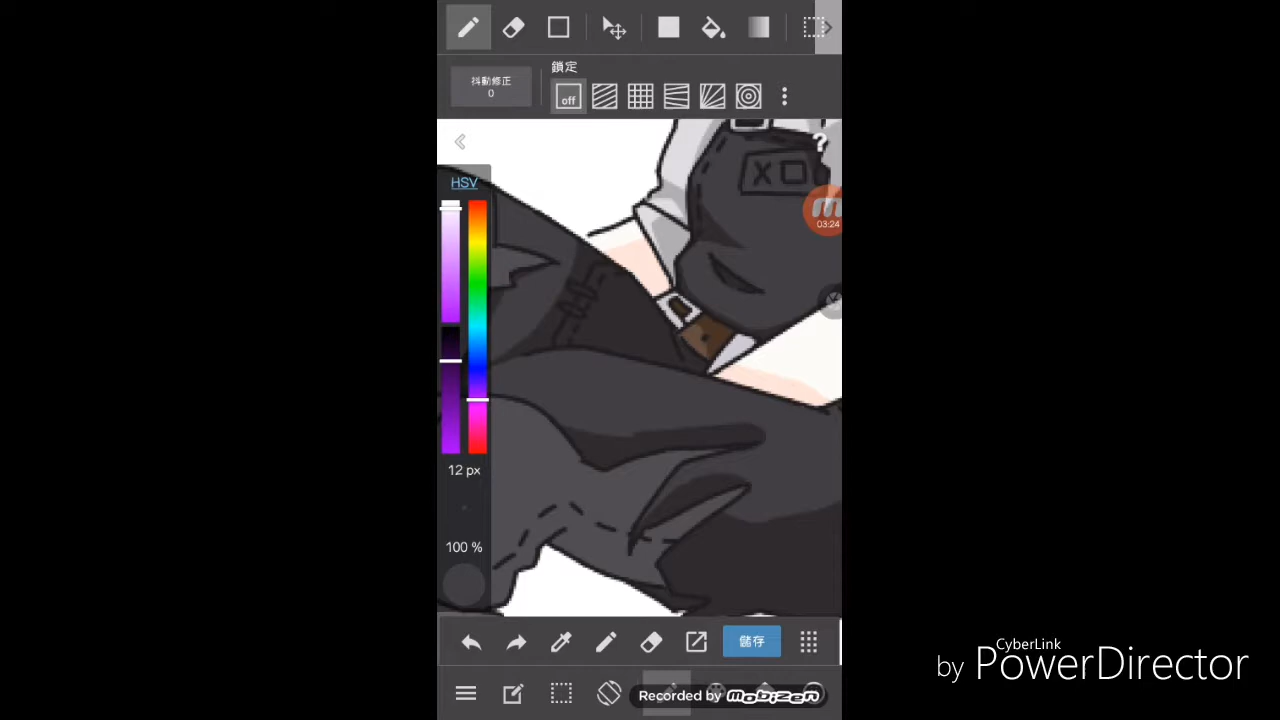 抖動修正
0
鎖定
off
?
HSV
X
03:24
12 px
100 %
儲存
Recorded by mobizen
CyberLink
by PowerDirector